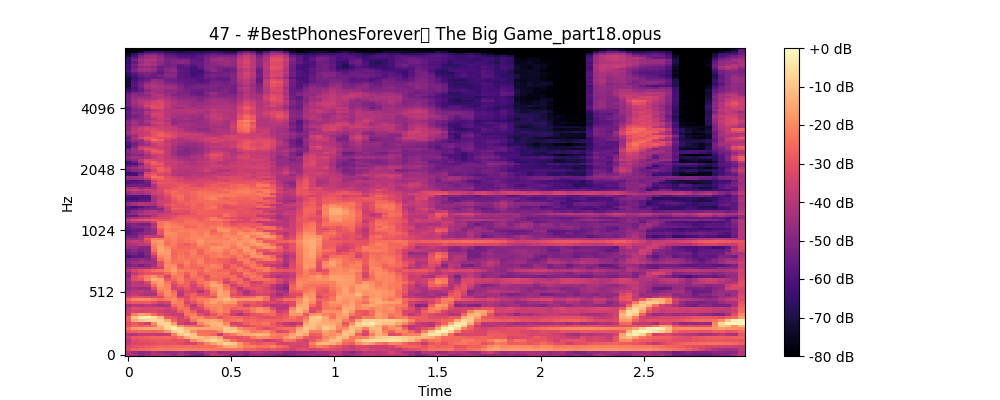 47 - #BestPhonesForever▯ The Big Game_part18.opus
+0 dB
-10 dB
-20 dB
-30 dB
-40 dB
-50 dB
-60 dB
-70 dB
-80 dB
4096
2048
1024
512
0
Hz
0 0.5 1 1.5 2 2.5
Time